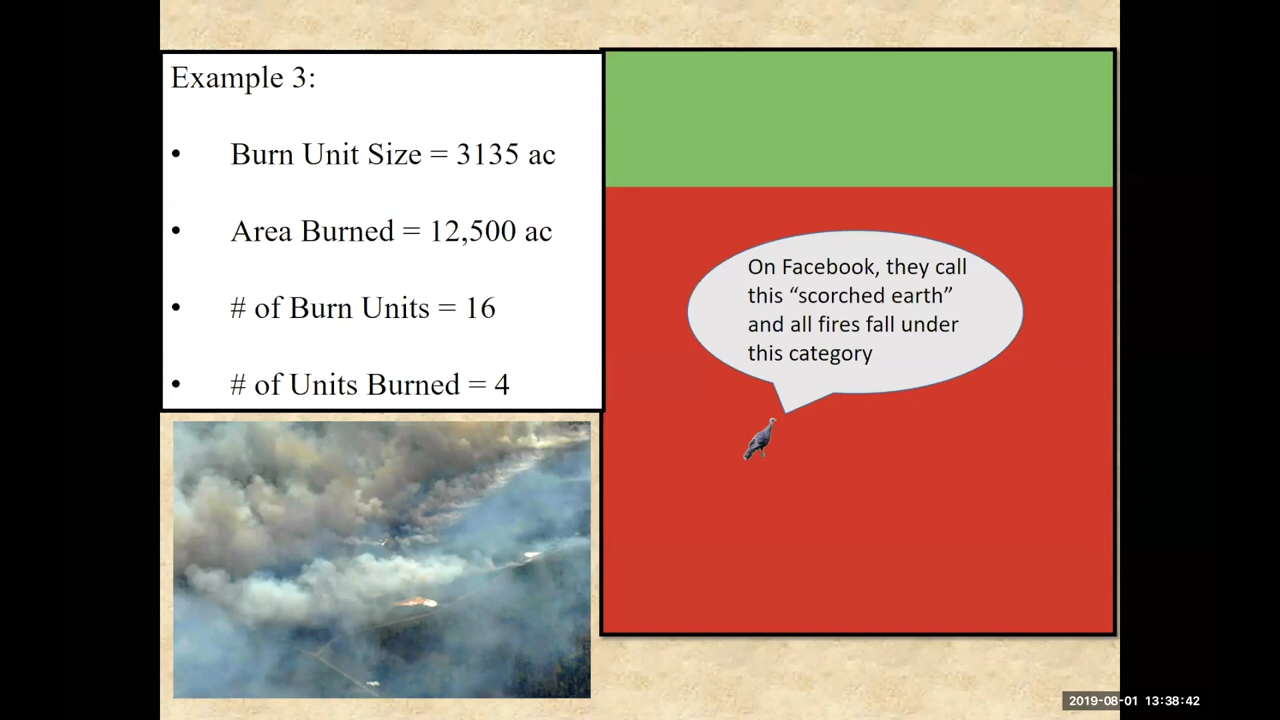 Example 3:
• Burn Unit Size = 3135 ac
• Area Burned = 12,500 ac
• # of Burn Units = 16
• # of Units Burned = 4
On Facebook, they call
this “scorched earth”
and all fires fall under
this category
2019-08-01 13:38:42